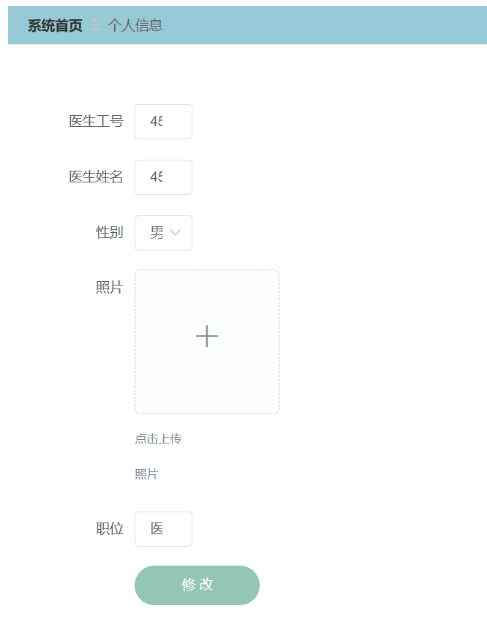 系统首页 Ξ 个人信息
医生工号 45
医生姓名 45
性别 男
照片
点击上传
照片
职位 医
修 改